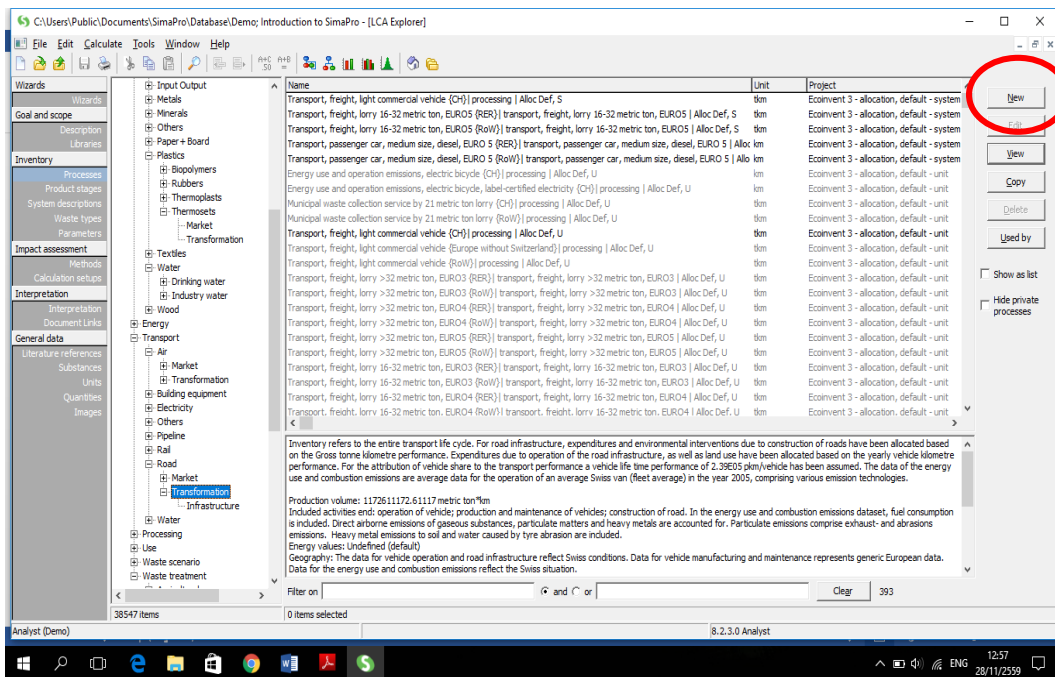 C:\Users\Public\Documents\SimaPro\Database\Demo; Introduction to SimaPro - [LCA Explorer]
File Edit Calculate Tools Window Help
Wizards
Wizards
Goal and scope
Description
Libraries
Inventory
Processes
Product stages
System descriptions
Waste types
Parameters
Impact assessment
Methods
Calculation setups
Interpretation
Interpretation
Document Links
General data
Literature references
Substances
Units
Quantities
Images
Input Output
Metals
Minerals
Others
Paper+ Board
Plastics
Biopolymers
Rubbers
Thermoplasts
Thermosets
Market
Transformation
Textiles
Water
Drinking water
Industry water
Wood
Energy
Transport
Air
Market
Transformation
Building equipment
Electricity
Others
Pipeline
Rail
Road
Market
Transformation
Infrastructure
Water
Processing
Use
Waste scenario
Waste treatment
Name Unit Project
Transport, freight, light commercial vehicle {CH}| processing | Alloc Def, S tkm Ecoinvent 3 - allocation, default - system
Transport, freight, lorry 16-32 metric ton, EURO5 {RER}| transport, freight, lorry 16-32 metric ton, EURO5 | Alloc Def, S tkm Ecoinvent 3 - allocation, default - system
Transport, freight, lorry 16-32 metric ton, EURO5 {RoW}| transport, freight, lorry 16-32 metric ton, EURO5 | Alloc Def, S tkm Ecoinvent 3 - allocation, default - system
Transport, passenger car, medium size, diesel, EURO 5 {RER}| transport, passenger car, medium size, diesel, EURO 5 | Alloc km Ecoinvent 3 - allocation, default - system
Transport, passenger car, medium size, diesel, EURO 5 {RoW}| transport, passenger car, medium size, diesel, EURO 5 | Allo km Ecoinvent 3 - allocation, default - system
Energy use and operation emissions, electric bicycle {CH}| processing | Alloc Def, U km Ecoinvent 3 - allocation, default - unit
Energy use and operation emissions, electric bicycle, label-certified electricity {CH}| processing | Alloc Def, U km Ecoinvent 3 - allocation, default - unit
Municipal waste collection service by 21 metric ton lorry {CH}| processing | Alloc Def, U tkm Ecoinvent 3 - allocation, default - unit
Municipal waste collection service by 21 metric ton lorry {RoW}| processing | Alloc Def, U tkm Ecoinvent 3 - allocation, default - unit
Transport, freight, light commercial vehicle {CH}| processing | Alloc Def, U tkm Ecoinvent 3 - allocation, default - unit
Transport, freight, light commercial vehicle {Europe without Switzerland}| processing | Alloc Def, U tkm Ecoinvent 3 - allocation, default - unit
Transport, freight, light commercial vehicle {RoW}| processing | Alloc Def, U tkm Ecoinvent 3 - allocation, default - unit
Transport, freight, lorry >32 metric ton, EURO3 {RER}| transport, freight, lorry >32 metric ton, EURO3 | Alloc Def, U tkm Ecoinvent 3 - allocation, default - unit
Transport, freight, lorry >32 metric ton, EURO3 {RoW}| transport, freight, lorry >32 metric ton, EURO3 | Alloc Def, U tkm Ecoinvent 3 - allocation, default - unit
Transport, freight, lorry >32 metric ton, EURO4 {RER}| transport, freight, lorry >32 metric ton, EURO4 | Alloc Def, U tkm Ecoinvent 3 - allocation, default - unit
Transport, freight, lorry >32 metric ton, EURO4 {RoW}| transport, freight, lorry >32 metric ton, EURO4 | Alloc Def, U tkm Ecoinvent 3 - allocation, default - unit
Transport, freight, lorry >32 metric ton, EURO5 {RER}| transport, freight, lorry >32 metric ton, EURO5 | Alloc Def, U tkm Ecoinvent 3 - allocation, default - unit
Transport, freight, lorry >32 metric ton, EURO5 {RoW}| transport, freight, lorry >32 metric ton, EURO5 | Alloc Def, U tkm Ecoinvent 3 - allocation, default - unit
Transport, freight, lorry 16-32 metric ton, EURO3 {RER}| transport, freight, lorry 16-32 metric ton, EURO3 | Alloc Def, U tkm Ecoinvent 3 - allocation, default - unit
Transport, freight, lorry 16-32 metric ton, EURO3 {RoW}| transport, freight, lorry 16-32 metric ton, EURO3 | Alloc Def, U tkm Ecoinvent 3 - allocation, default - unit
Transport, freight, lorry 16-32 metric ton, EURO4 {RER}| transport, freight, lorry 16-32 metric ton, EURO4 | Alloc Def, U tkm Ecoinvent 3 - allocation, default - unit
Transport, freight, lorry 16-32 metric ton, EURO4 {RoW}| transport, freight, lorry 16-32 metric ton, EURO4 | Alloc Def, U tkm Ecoinvent 3 - allocation, default - unit
Inventory refers to the entire transport life cycle. For road infrastructure, expenditures and environmental interventions due to construction of roads have been allocated based
on the Gross tonne kilometre performance. Expenditures due to operation of the road infrastructure, as well as land use have been allocated based on the yearly vehicle kilometre
performance. For the attribution of vehicle share to the transport performance a vehicle life time performance of 2.39E05 pkm/vehicle has been assumed. The data of the energy
use and combustion emissions are average data for the operation of an average Swiss van (fleet average) in the year 2005, comprising various emission technologies.
Production volume: 1172611172.61117 metric ton*km
Included activities end: operation of vehicle; production and maintenance of vehicles; construction of road. In the energy use and combustion emissions dataset, fuel consumption
is included. Direct airborne emissions of gaseous substances, particulate matters and heavy metals are accounted for. Particulate emissions comprise exhaust- and abrasions
emissions. Heavy metal emissions to soil and water caused by tyre abrasion are included.
Energy values: Undefined (default)
Geography: The data for vehicle operation and road infrastructure reflect Swiss conditions. Data for vehicle manufacturing and maintenance represents generic European data.
Data for the energy use and combustion emissions reflect the Swiss situation.
Filter on and or Clear 393
New
Edit
View
Copy
Delete
Used by
Show as list
Hide private
processes
38547 items 0 items selected
Analyst (Demo) 8.2.3.0 Analyst
ENG 12:57
28/11/2559